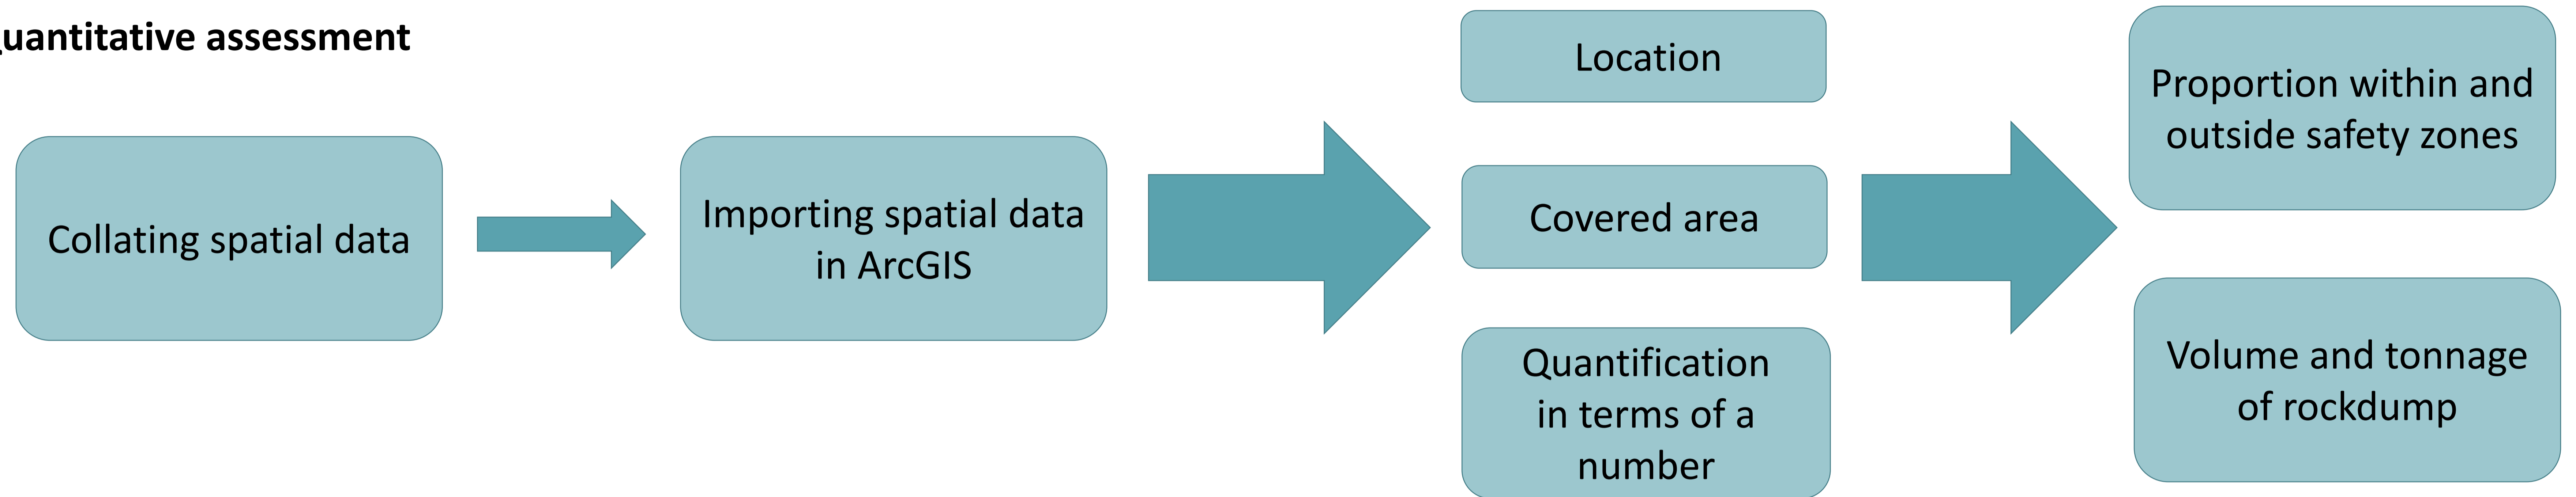 uantitative assessment
Collating spatial data
Importing spatial data
in ArcGIS
Location
Covered area
Quantification
in terms of a
number
Proportion within and
outside safety zones
Volume and tonnage
of rockdump